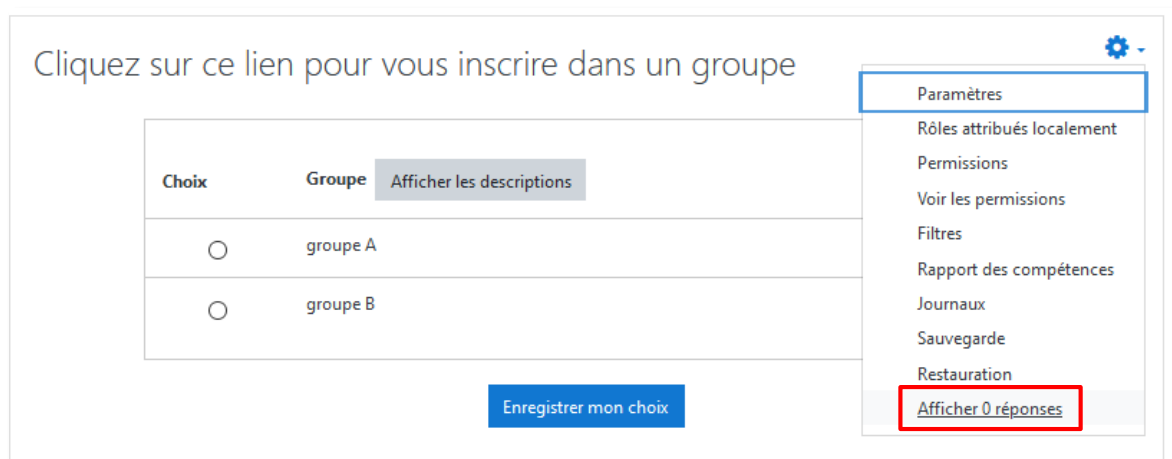 Cliquez sur ce lien pour vous inscrire dans un groupe
Choix Groupe Afficher les descriptions
groupe A
groupe B
Enregistrer mon choix
Paramètres
Rôles attribués localement
Permissions
Voir les permissions
Filtres
Rapport des compétences
Journaux
Sauvegarde
Restauration
Afficher 0 réponses